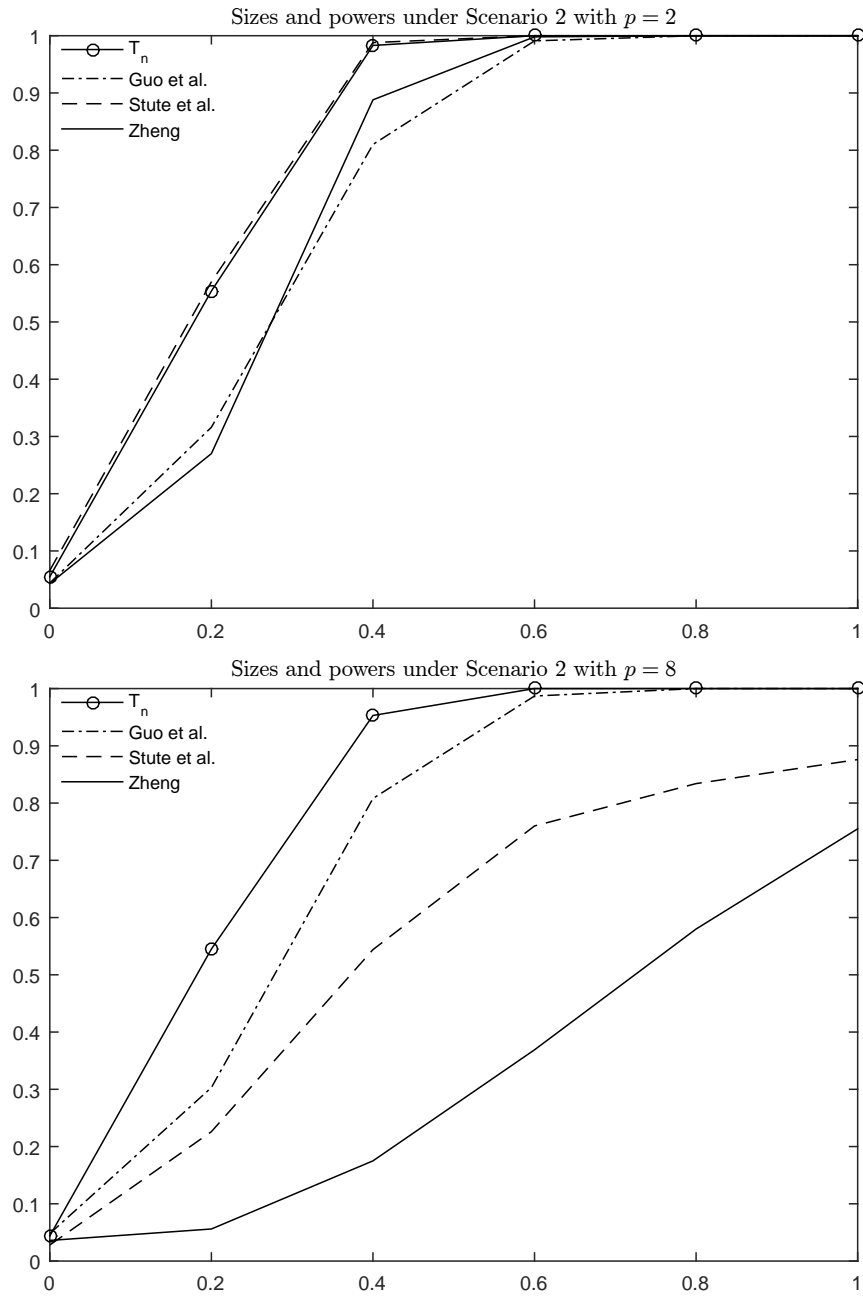 Sizes and powers under Scenario 2 with p = 2
1
0.9
0.8
0.7
0.6
0.5
0.4
0.3
0.2
0.1
0
T_n
Guo et al.
Stute et al.
Zheng
0 0.2 0.4 0.6 0.8 1
Sizes and powers under Scenario 2 with p = 8
1
0.9
0.8
0.7
0.6
0.5
0.4
0.3
0.2
0.1
0
T_n
Guo et al.
Stute et al.
Zheng
0 0.2 0.4 0.6 0.8 1